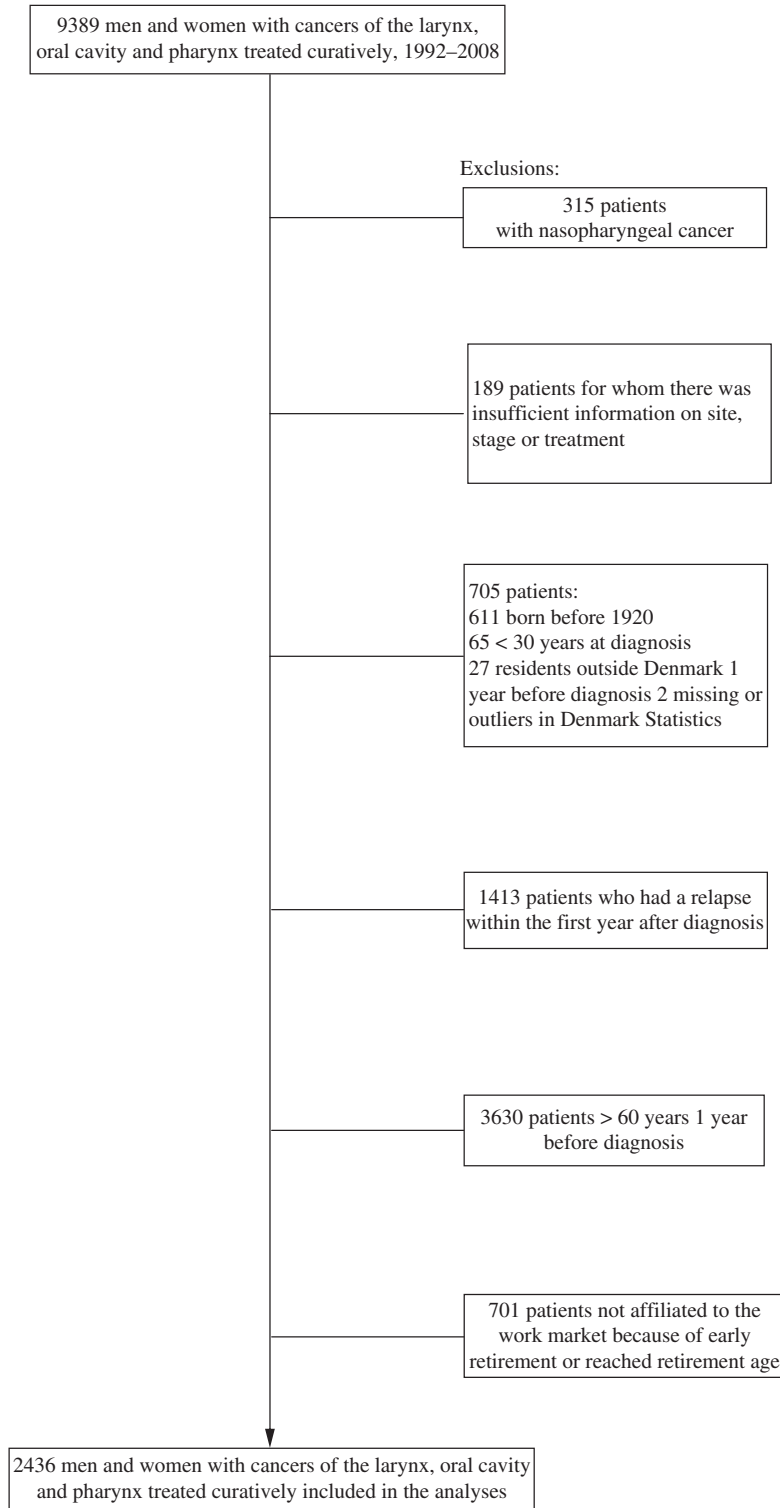 9389 men and women with cancers of the larynx,
oral cavity and pharynx treated curatively, 1992–2008
Exclusions:
315 patients
with nasopharyngeal cancer
189 patients for whom there was
insufficient information on site,
stage or treatment
705 patients:
611 born before 1920
65 < 30 years at diagnosis
27 residents outside Denmark 1
year before diagnosis 2 missing or
outliers in Denmark Statistics
1413 patients who had a relapse
within the first year after diagnosis
3630 patients > 60 years 1 year
before diagnosis
701 patients not affiliated to the
work market because of early
retirement or reached retirement age
2436 men and women with cancers of the larynx, oral cavity
and pharynx treated curatively included in the analyses